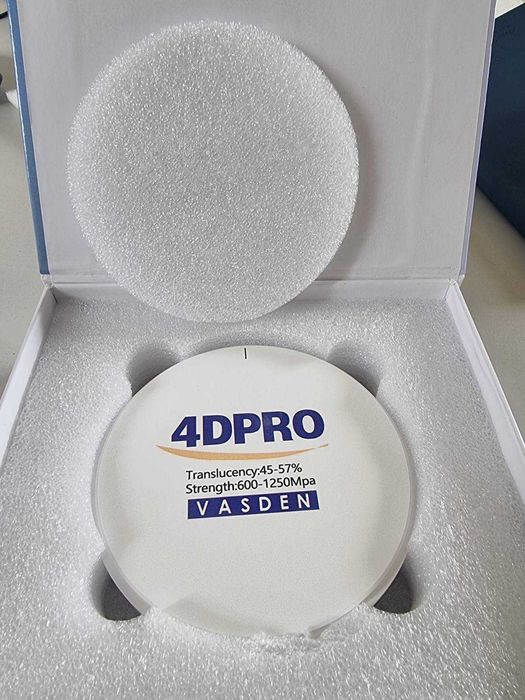 4DPRO
Translucency:45-57%
Strength:600-1250Mpa
VASDEN